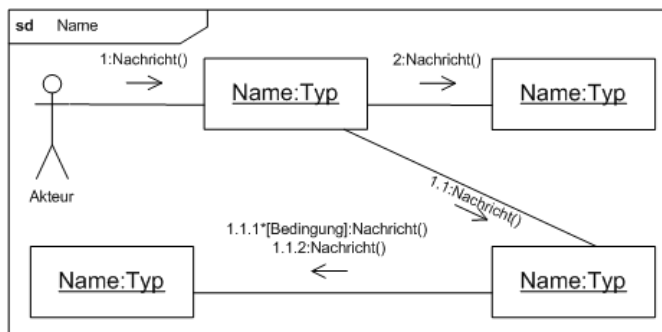 sd Name
1:Nachricht()
2:Nachricht()
Name:Typ
Name:Typ
Akteur
1.1:Nachricht()
1.1.1*[Bedingung]:Nachricht()
1.1.2:Nachricht()
Name:Typ
Name:Typ